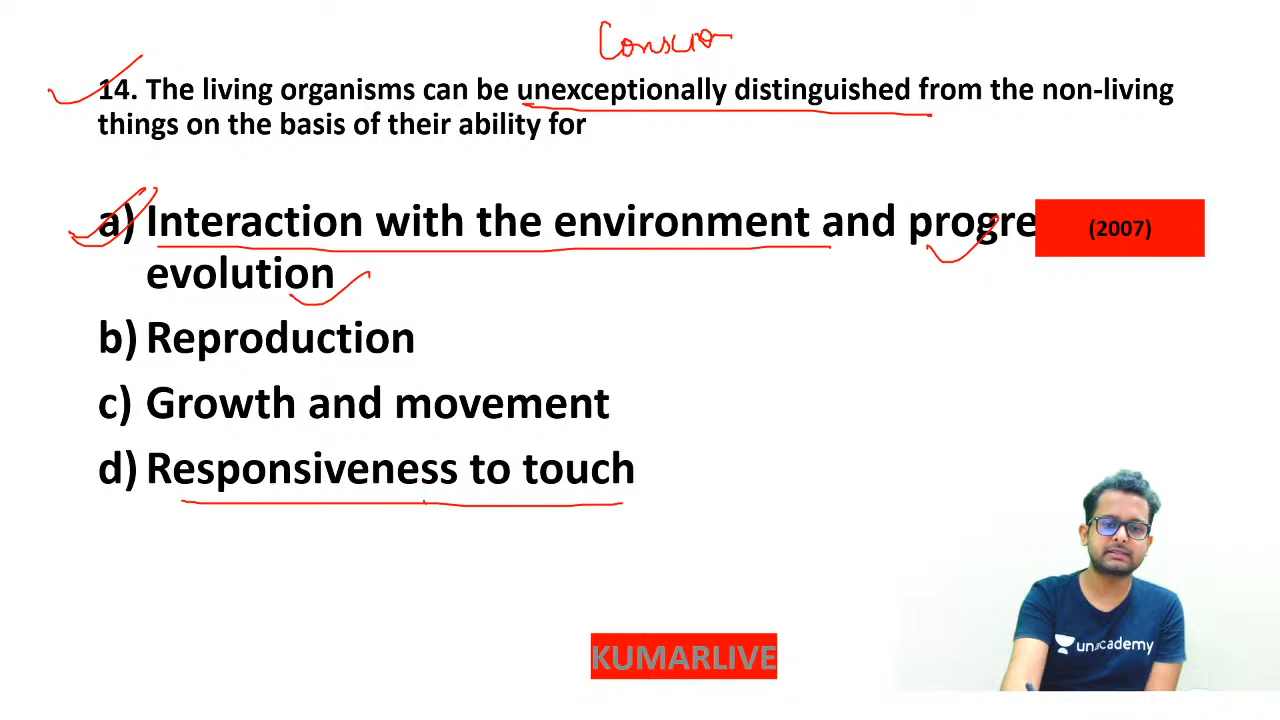 14. The living organisms can be unexceptionally distinguished from the non-living
things on the basis of their ability for
a) Interaction with the environment and progre
(2007)
evolution
b) Reproduction
c) Growth and movement
d) Responsiveness to touch
unacademy
KUMARLIVE